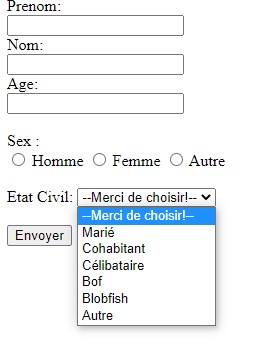 Prenom:
Nom:
Age:
Sex :
Homme Femme Autre
Etat Civil: --Merci de choisir!--
--Merci de choisir!--
Envoyer Marié
Cohabitant
Célibataire
Bof
Blobfish
Autre